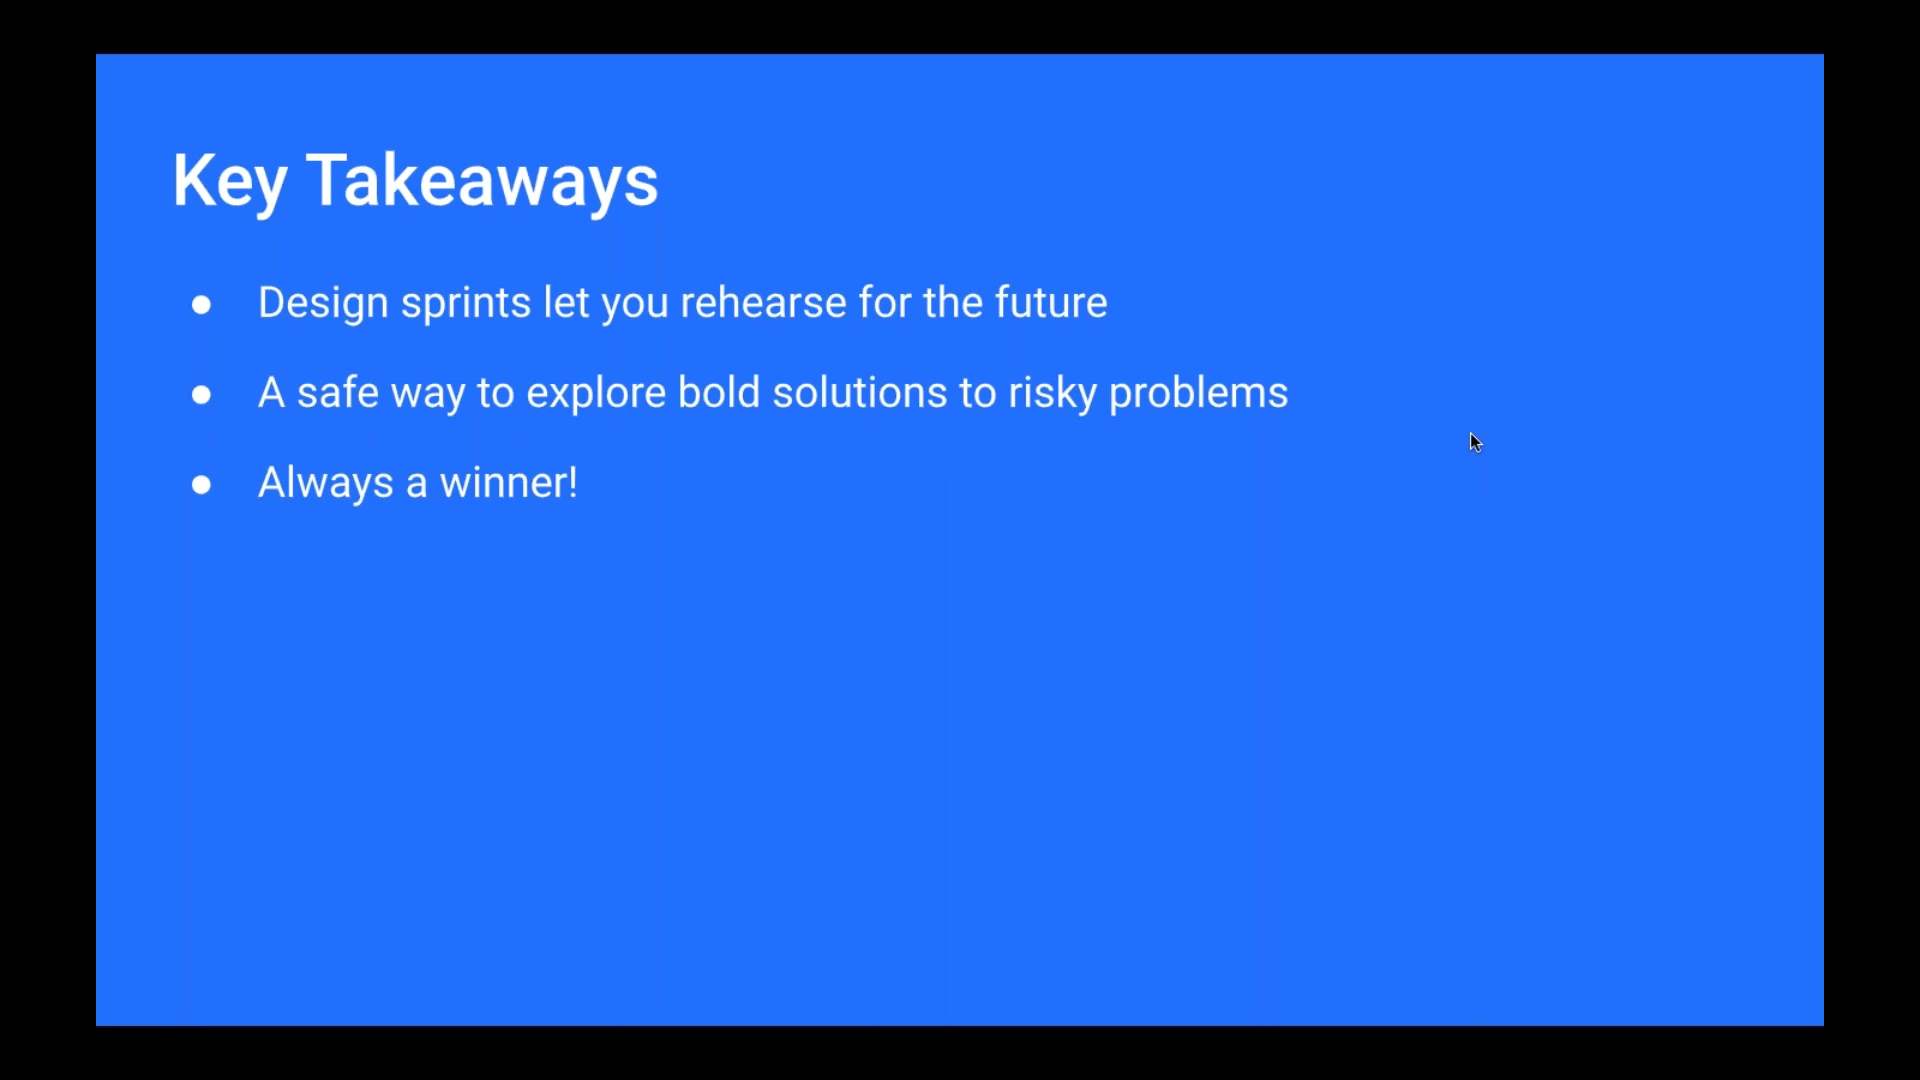 Key Takeaways
● Design sprints let you rehearse for the future
● A safe way to explore bold solutions to risky problems
● Always a winner!